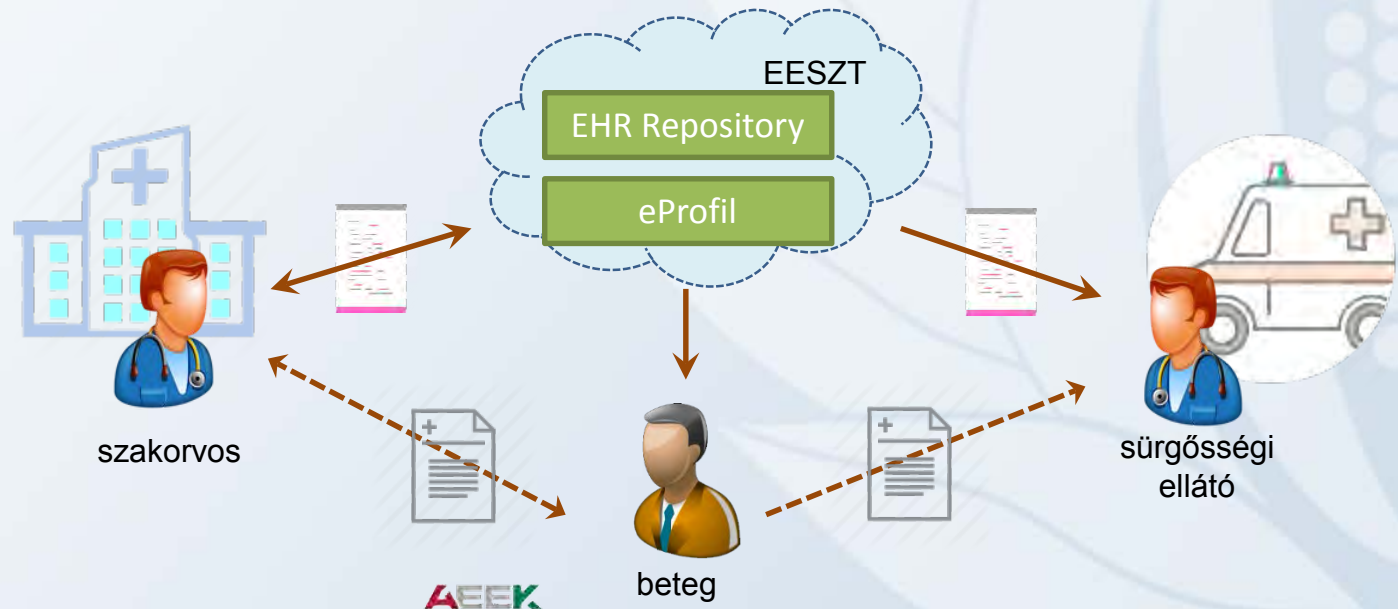 EESZT
EHR Repository
eProfil
szakorvos
sürgősségi
ellátó
beteg
AEEK